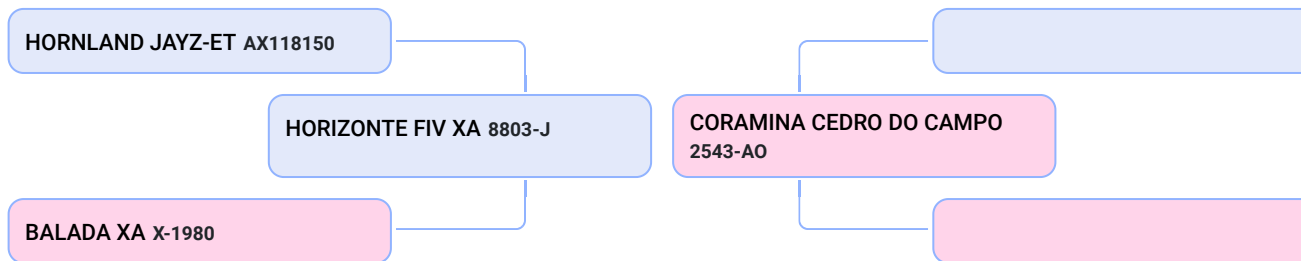 HORNLAND JAYZ-ET AX118150
HORIZONTE FIV XA 8803-J
BALADA XA X-1980
CORAMINA CEDRO DO CAMPO
2543-AO